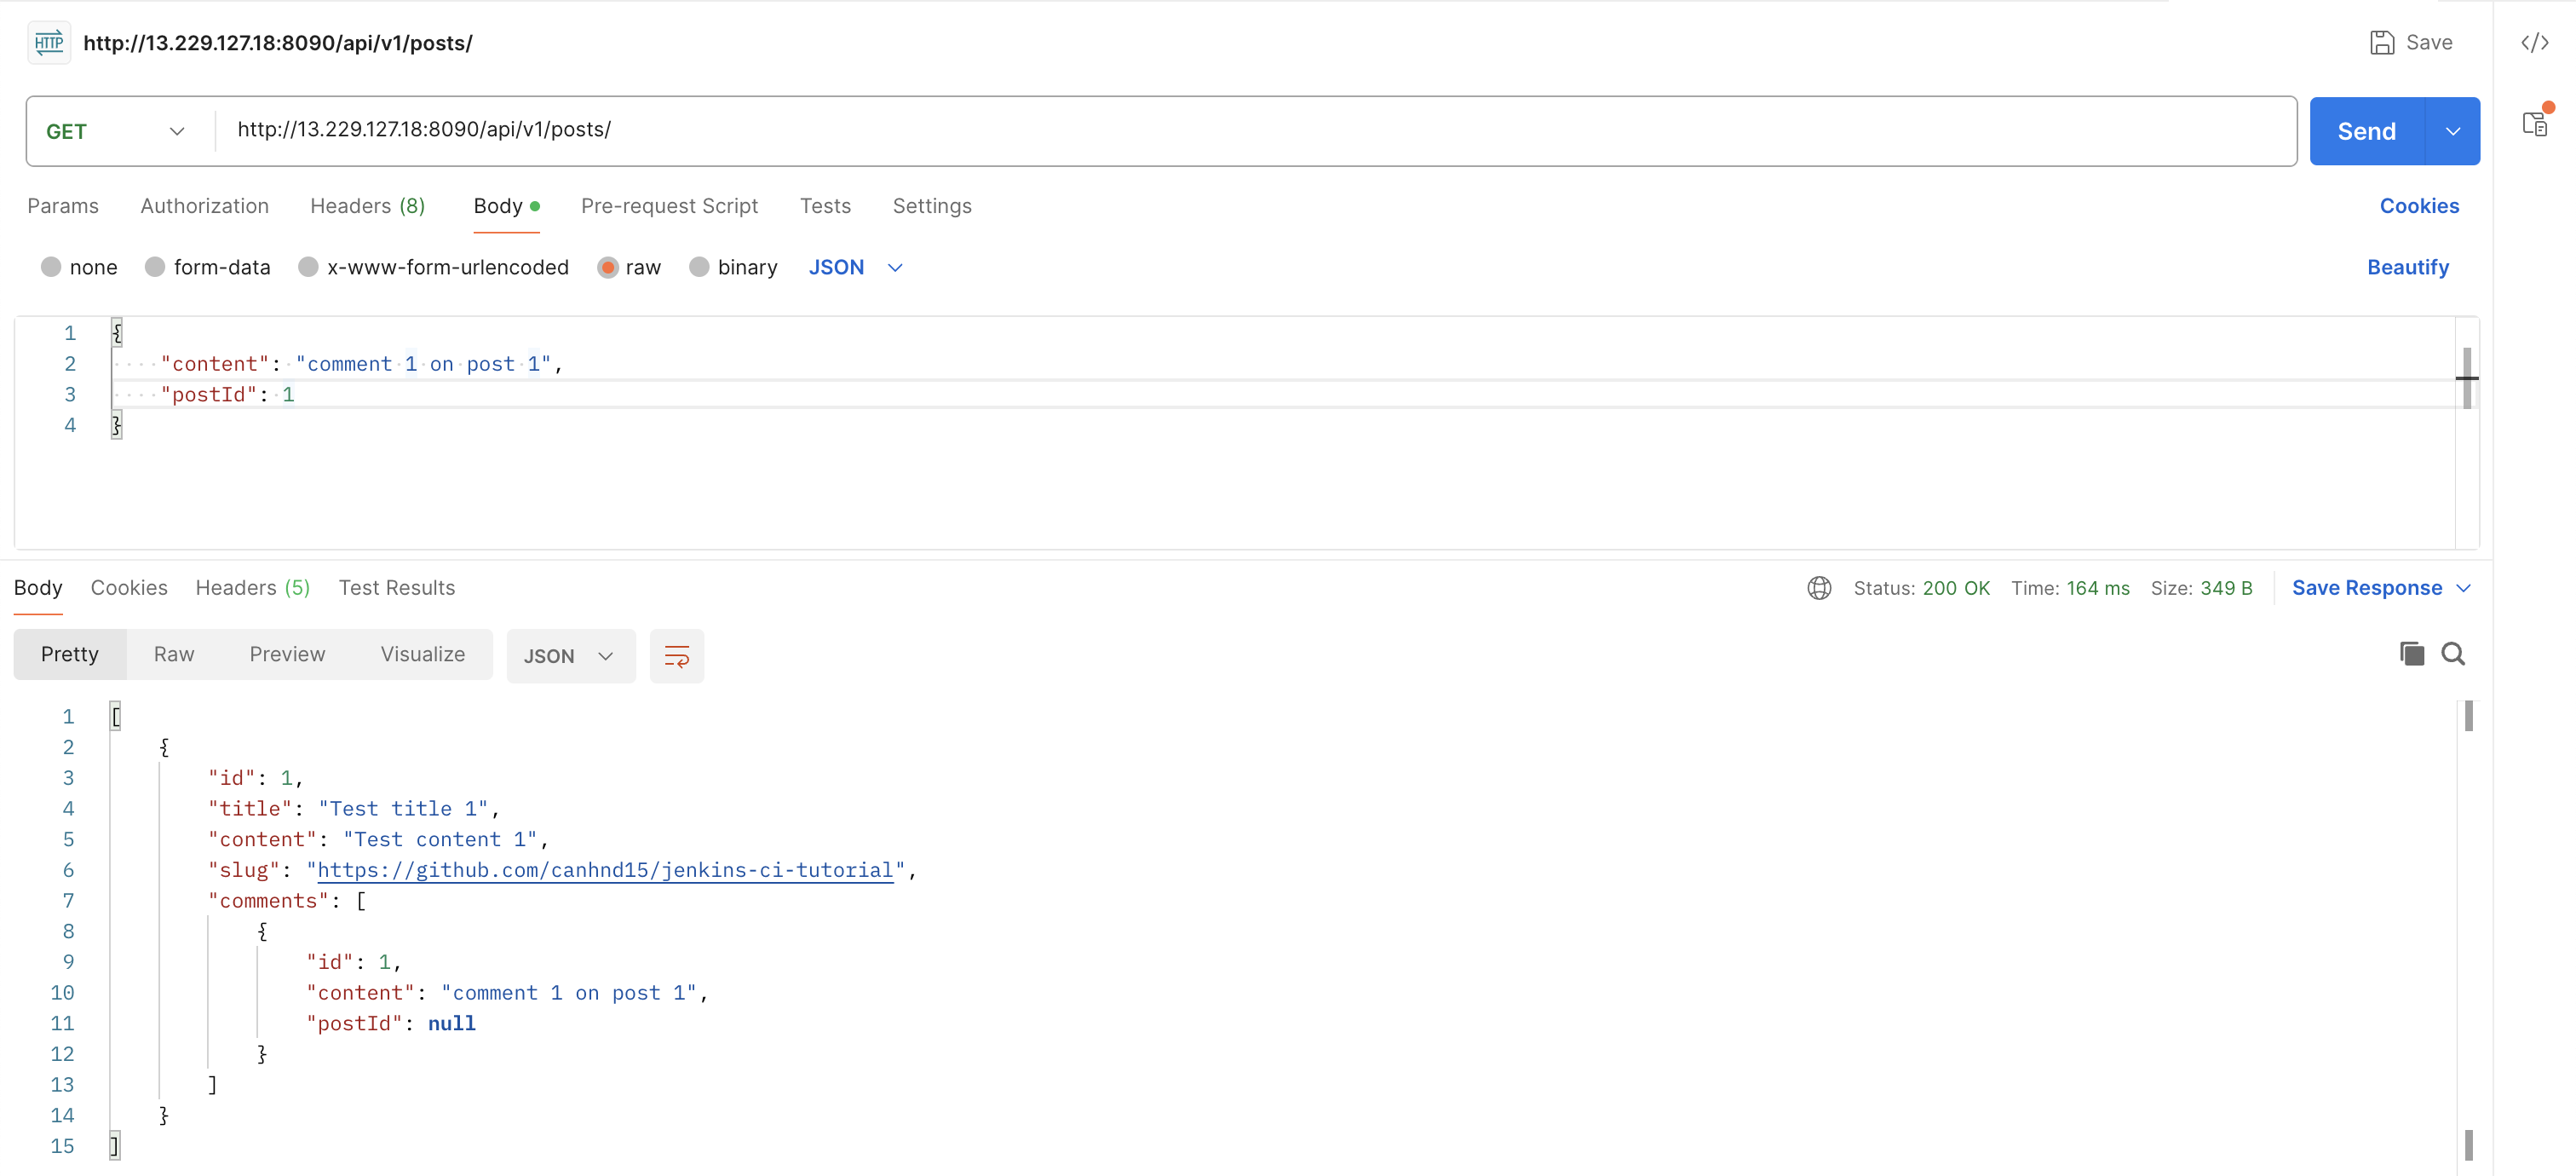 HTTP http://13.229.127.18:8090/api/v1/posts/ Save
GET http://13.229.127.18:8090/api/v1/posts/ Send
Params Authorization Headers (8) Body Pre-request Script Tests Settings Cookies
none form-data x-www-form-urlencoded raw binary JSON Beautify
1 {
2 "content": "comment 1 on post 1",
3 "postId": 1
4 }
Body Cookies Headers (5) Test Results Status: 200 OK Time: 164 ms Size: 349 B Save Response
Pretty Raw Preview Visualize JSON
1 [
2 {
3 "id": 1,
4 "title": "Test title 1",
5 "content": "Test content 1",
6 "slug": "https://github.com/canhnd15/jenkins-ci-tutorial",
7 "comments": [
8 {
9 "id": 1,
10 "content": "comment 1 on post 1",
11 "postId": null
12 }
13 ]
14 }
15 ]